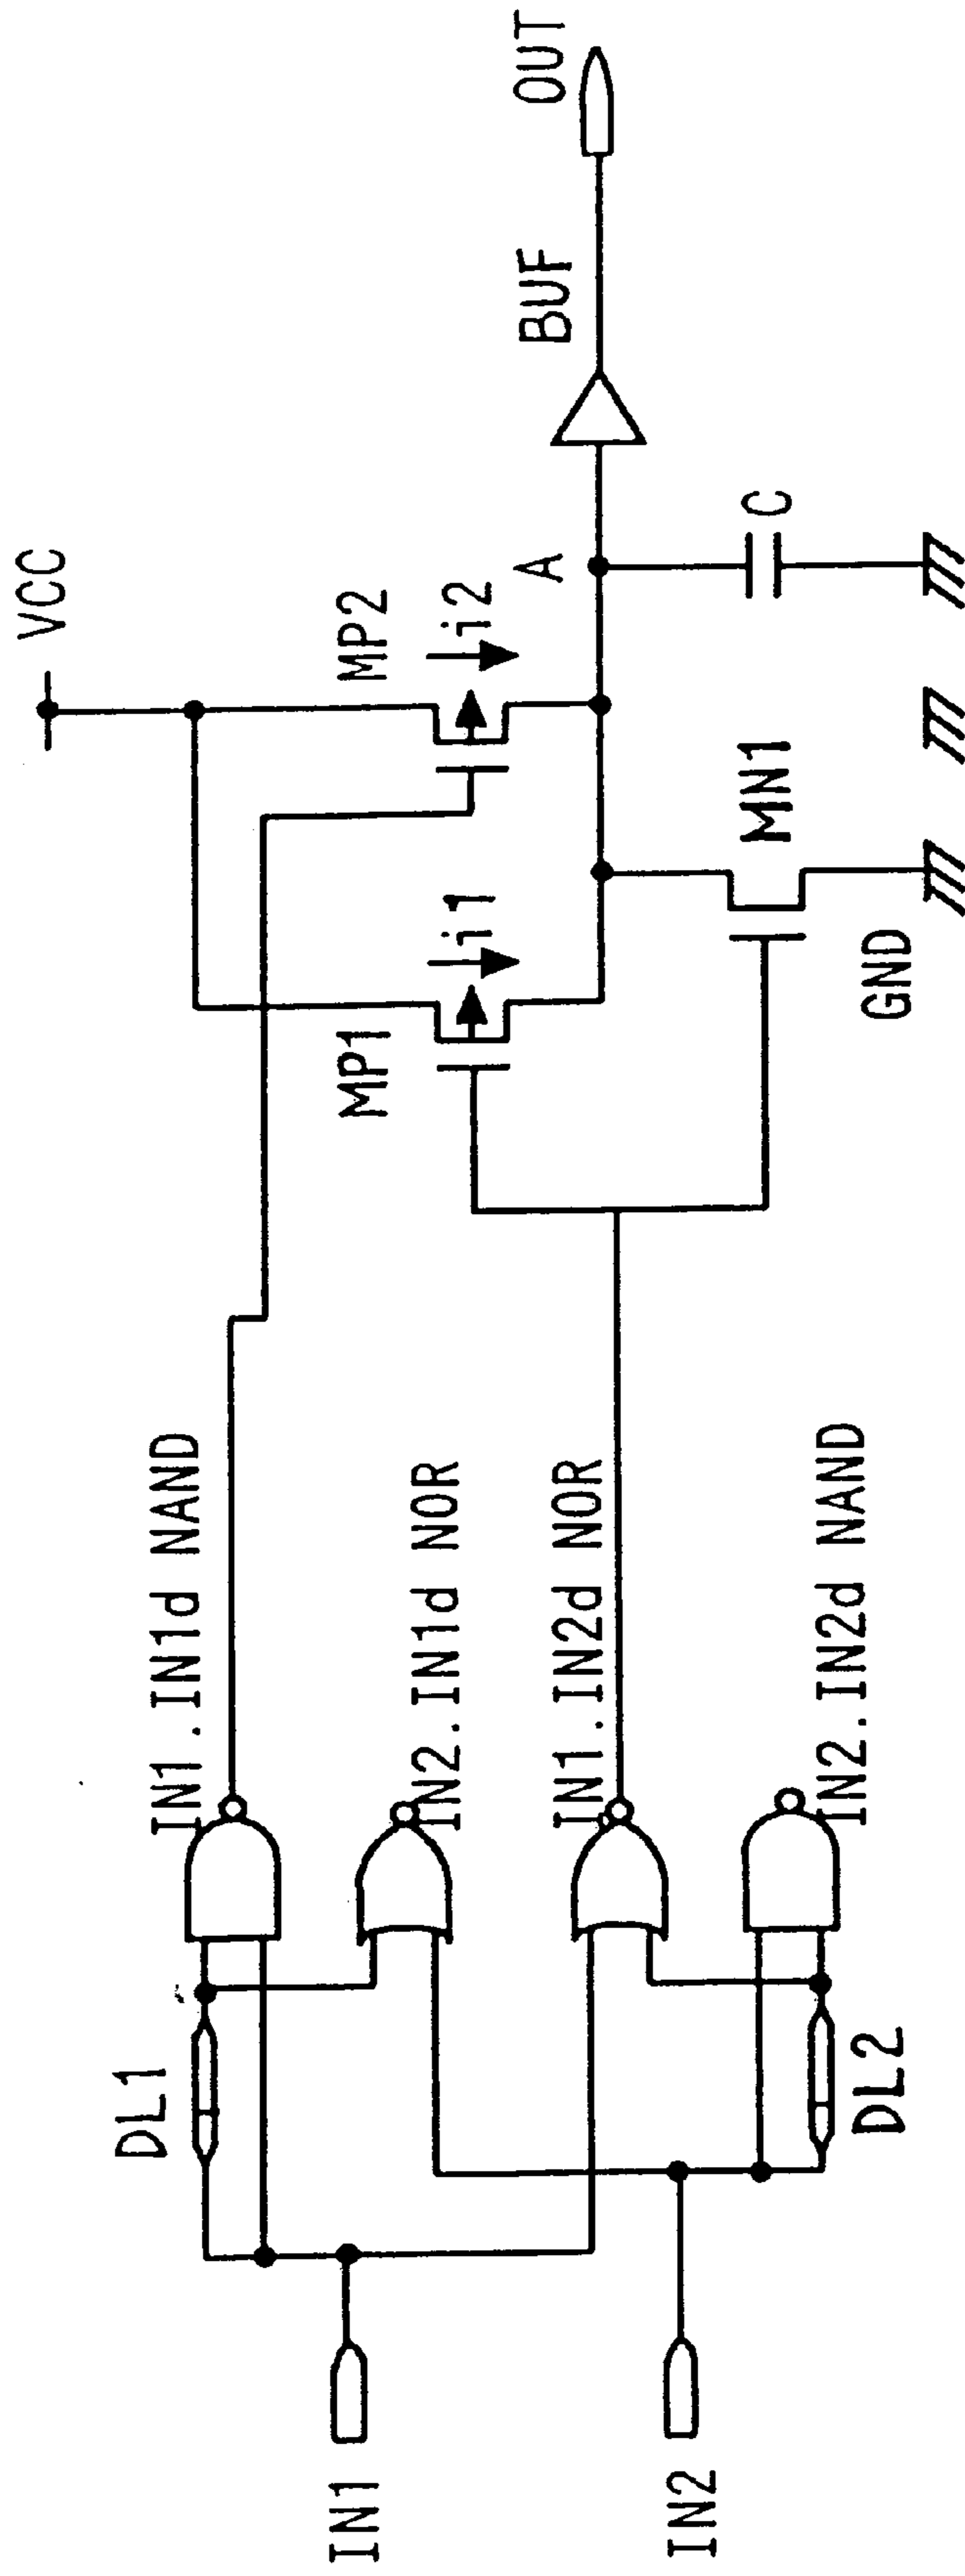 IN1
IN2
DL1
DL2
IN1.IN1d NAND
IN2.IN1d NOR
IN1.IN2d NOR
IN2.IN2d NAND
VCC
MP1
i1
MP2
i2
MN1
GND
A
C
BUF
OUT